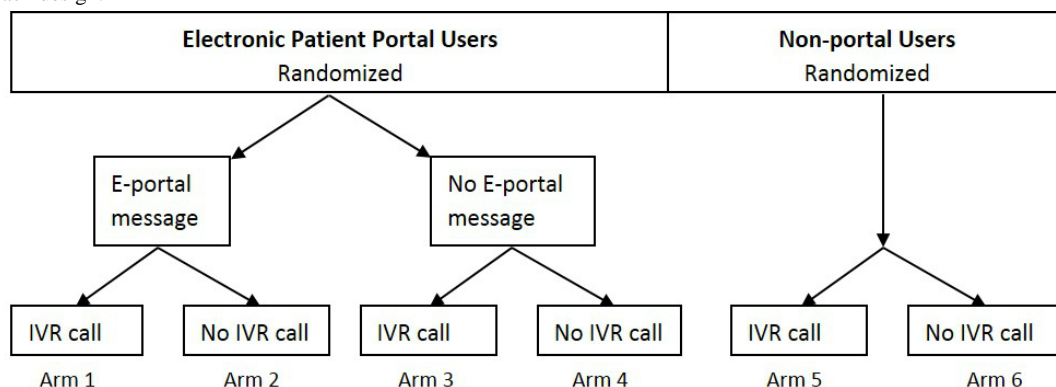 Electronic Patient Portal Users
Randomized
Non-portal Users
Randomized
E-portal
message
No E-portal
message
IVR call
No IVR call
IVR call
No IVR call
IVR call
No IVR call
Arm 1
Arm 2
Arm 3
Arm 4
Arm 5
Arm 6